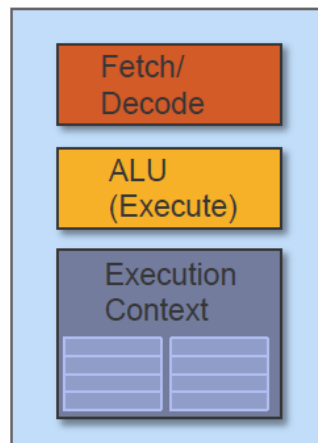 Fetch/
Decode
ALU
(Execute)
Execution
Context